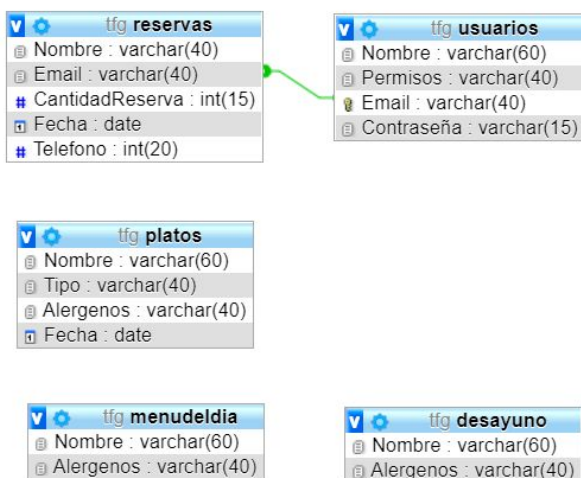 tfg reservas
Nombre : varchar(40)
Email : varchar(40)
CantidadReserva : int(15)
Fecha : date
Telefono : int(20)
tfg usuarios
Nombre : varchar(60)
Permisos : varchar(40)
Email : varchar(40)
Contraseña : varchar(15)
tfg platos
Nombre : varchar(60)
Tipo : varchar(40)
Alergenos : varchar(40)
Fecha : date
tfg menudeldia
Nombre : varchar(60)
Alergenos : varchar(40)
tfg desayuno
Nombre : varchar(60)
Alergenos : varchar(40)